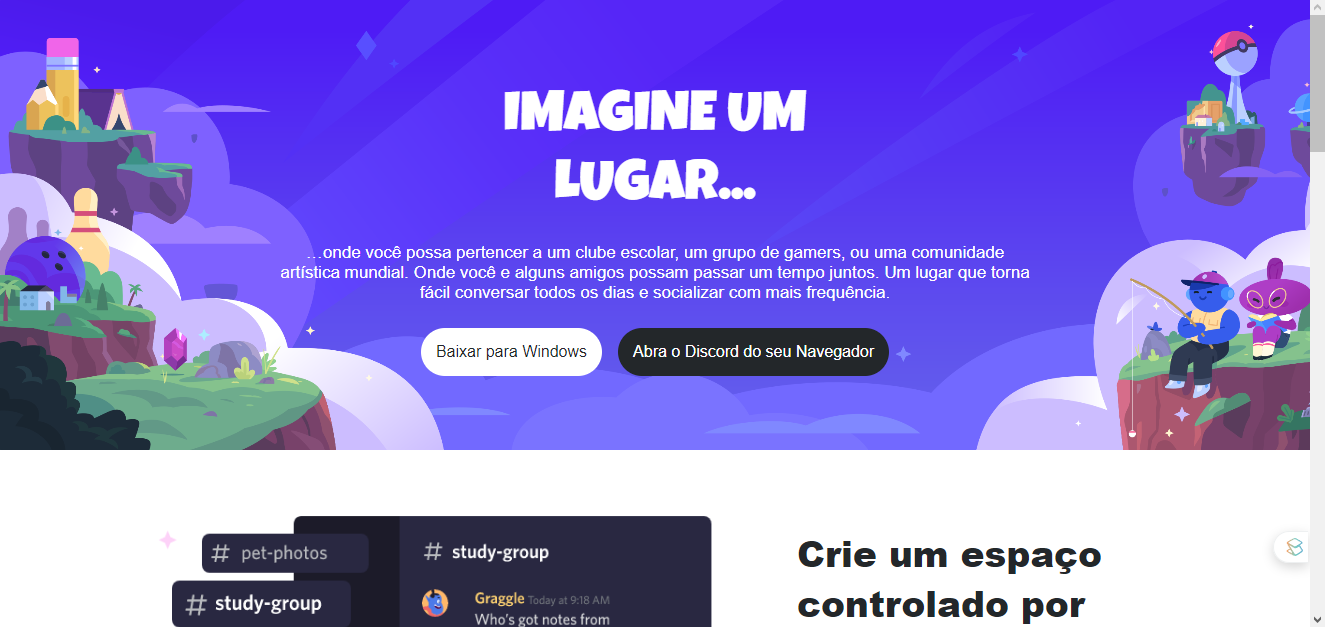 IMAGINE UM
LUGAR...
…onde você possa pertencer a um clube escolar, um grupo de gamers, ou uma comunidade
artística mundial. Onde você e alguns amigos possam passar um tempo juntos. Um lugar que torna
fácil conversar todos os dias e socializar com mais frequência.
Baixar para Windows
Abra o Discord do seu Navegador
# pet-photos
# study-group
# study-group
Graggle Today at 9:18 AM
Who's got notes from
Crie um espaço
controlado por